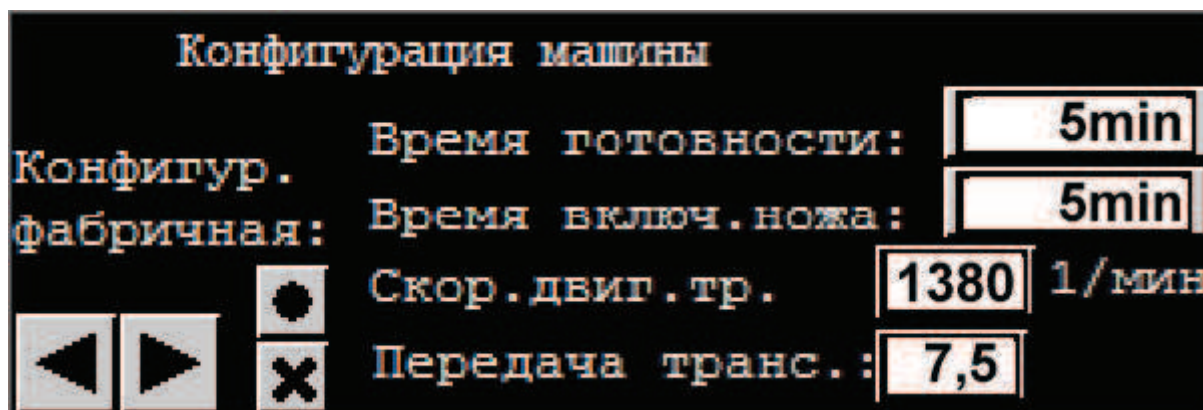 Конфигурация машины
Время готовности: 5min
Конфигур.
фабричная:
Время включ.ножа: 5min
Скор.двиг.тр. 1380 1/мин
Передача транс.: 7,5